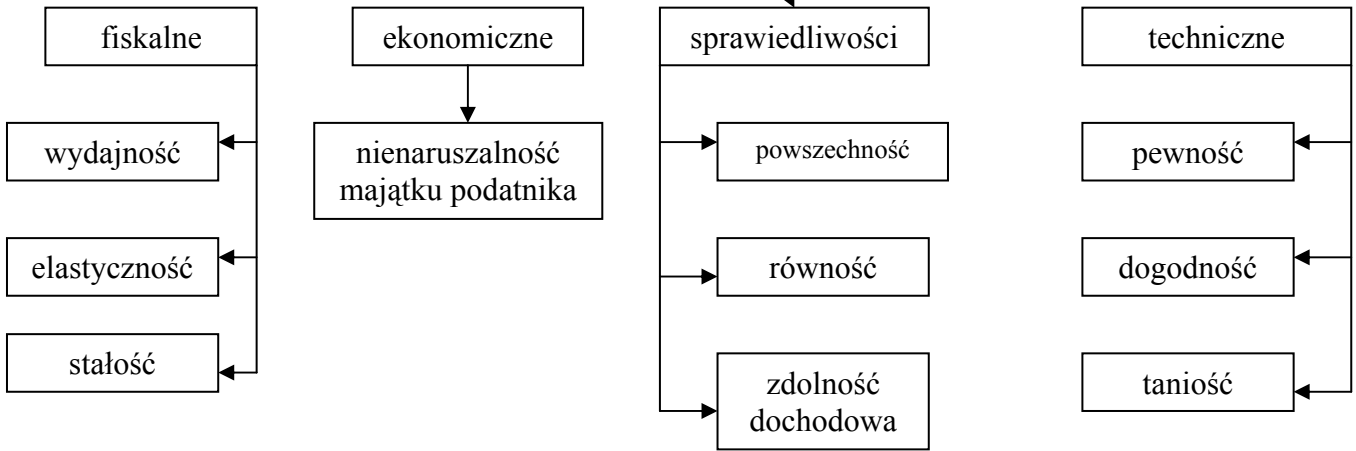 fiskalne
ekonomiczne
sprawiedliwości
techniczne
wydajność
nienaruszalność
majątku podatnika
powszechność
pewność
elastyczność
równość
dogodność
stałość
zdolność
dochodowa
taniość